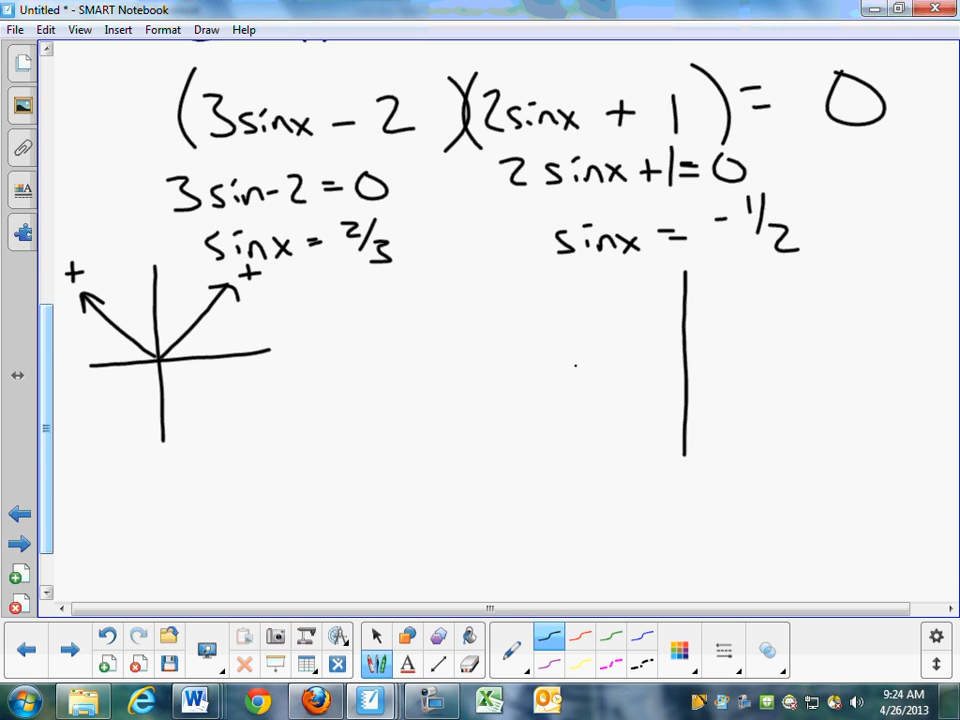 Untitled * - SMART Notebook
File Edit View Insert Format Draw Help
(3sinx - 2)(2sinx + 1) = 0
3sin-2 = 0
2sinx+1=0
sinx = 2/3
sinx = -1/2
+ +
9:24 AM
4/26/2013